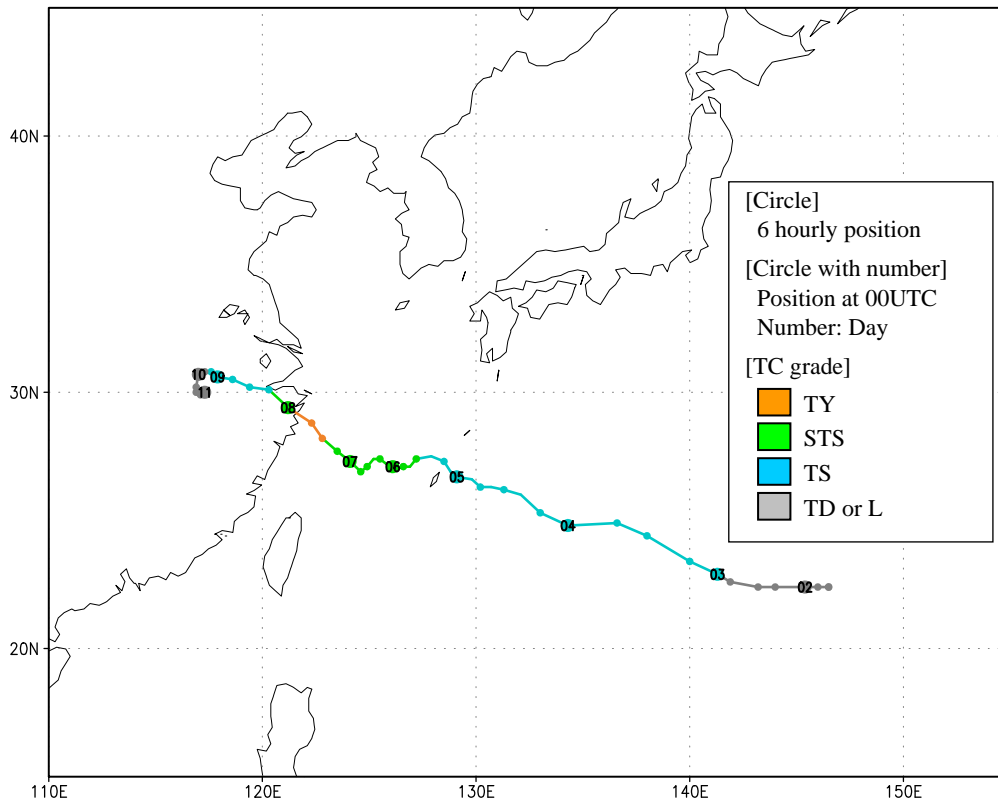 40N
30N
20N
110E
120E
130E
140E
150E
[Circle]
6 hourly position
[Circle with number]
Position at 00UTC
Number: Day
[TC grade]
TY
STS
TS
TD or L
10
09
11
08
07
06
05
04
03
02